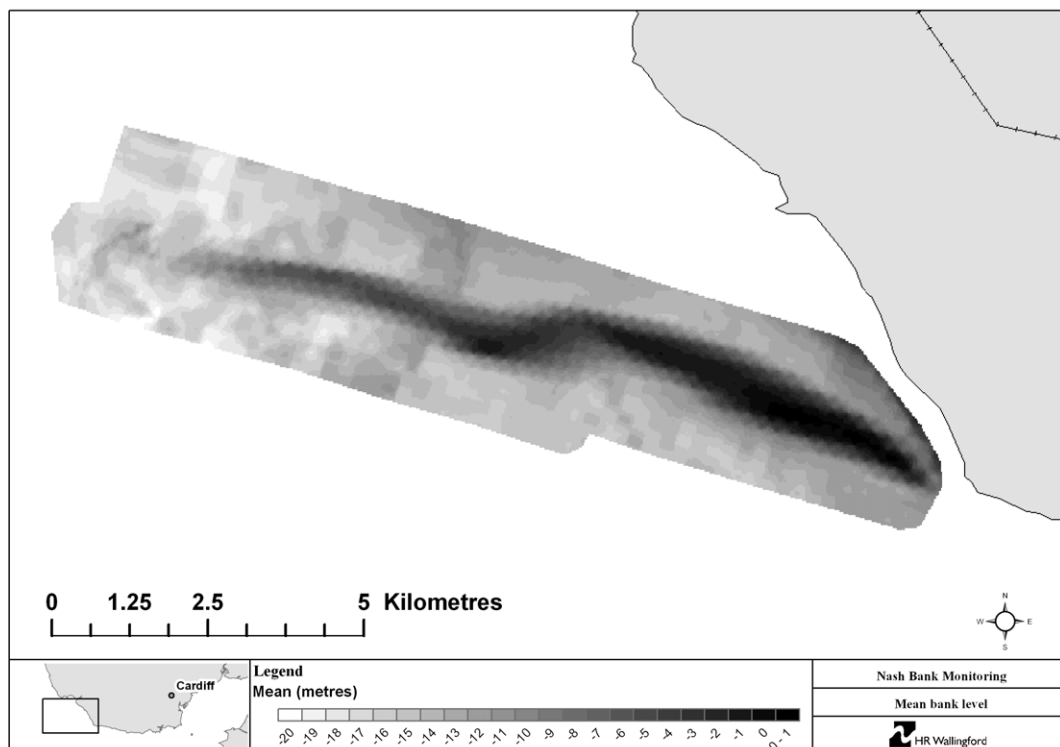 0 1.25 2.5 5 Kilometres
N
W E
S
Cardiff
Legend
Mean (metres)
-20 -19 -18 -17 -16 -15 -14 -13 -12 -11 -10 -9 -8 -7 -6 -5 -4 -3 -2 -1 0 0 - 1
Nash Bank Monitoring
Mean bank level
HR Wallingford